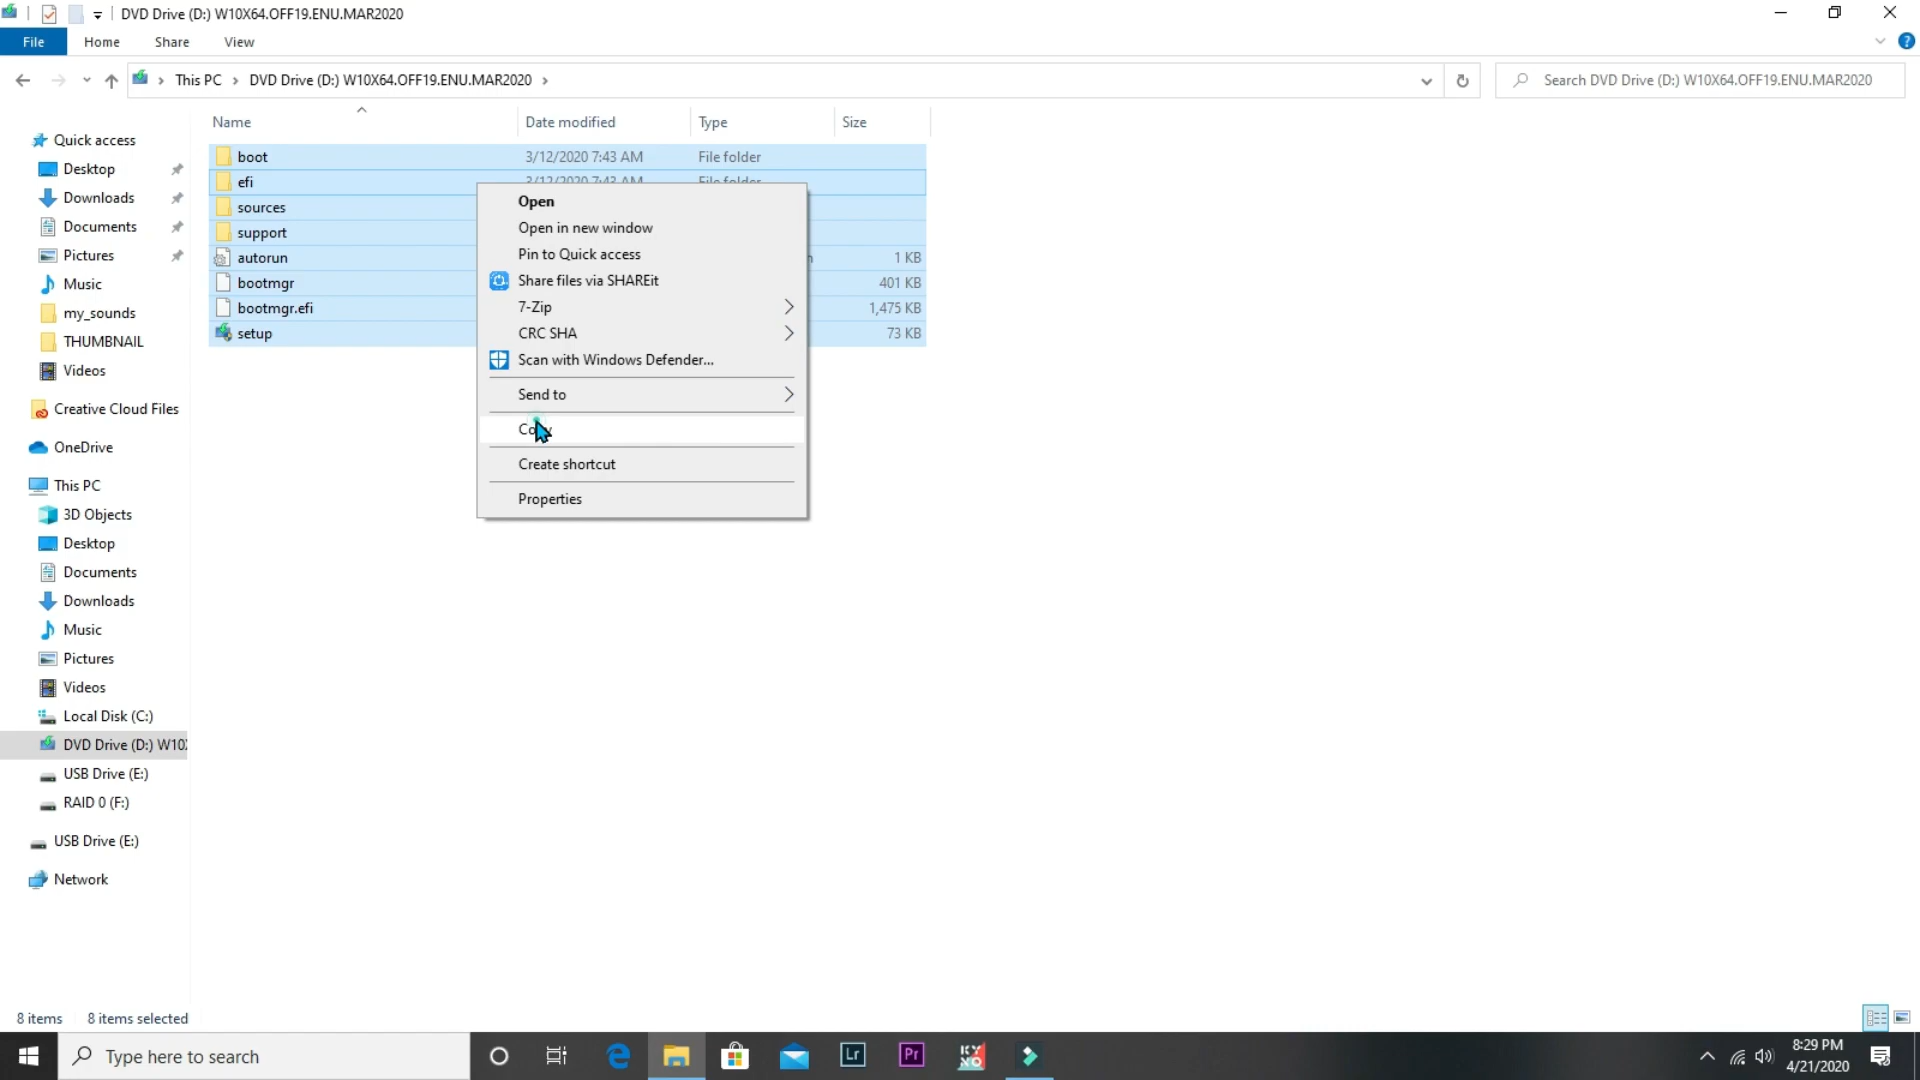 DVD Drive (D:) W10X64.OFF19.ENU.MAR2020
File Home Share View
This PC DVD Drive (D:) W10X64.OFF19.ENU.MAR2020 Search DVD Drive (D:) W10X64.OFF19.ENU.MAR2020
Name Date modified Type Size
Quick access
Desktop
Downloads
Documents
Pictures
Music
my_sounds
THUMBNAIL
Videos
Creative Cloud Files
OneDrive
This PC
3D Objects
Desktop
Documents
Downloads
Music
Pictures
Videos
Local Disk (C:)
DVD Drive (D:) W10
USB Drive (E:)
RAID 0 (F:)
USB Drive (E:)
Network
boot 3/12/2020 7:43 AM File folder
efi 3/12/2020 7:43 AM File folder
sources
support
autorun 1 KB
bootmgr 401 KB
bootmgr.efi 1,475 KB
setup 73 KB
Open
Open in new window
Pin to Quick access
Share files via SHAREit
7-Zip
CRC SHA
Scan with Windows Defender...
Send to
Copy
Create shortcut
Properties
8 items 8 items selected
Type here to search
Lr
Pr
KY
NO
8:29 PM
4/21/2020